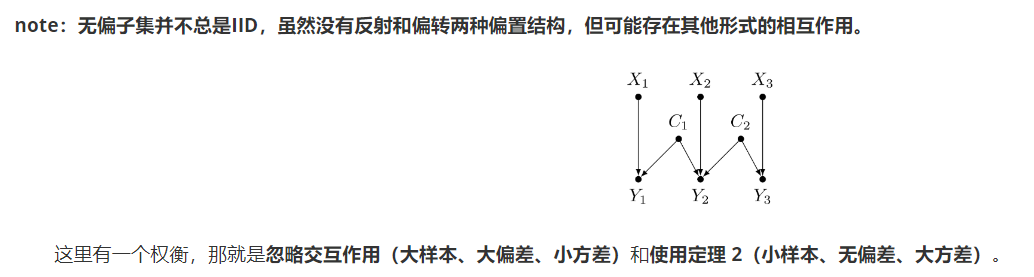 note：无偏子集并不总是IID，虽然没有反射和偏转两种偏置结构，但可能存在其他形式的相互作用。
X₁ X₂ X₃
C₁ C₂
Y₁ Y₂ Y₃
这里有一个权衡，那就是忽略交互作用（大样本、大偏差、小方差）和使用定理 2（小样本、无偏差、大方差）。